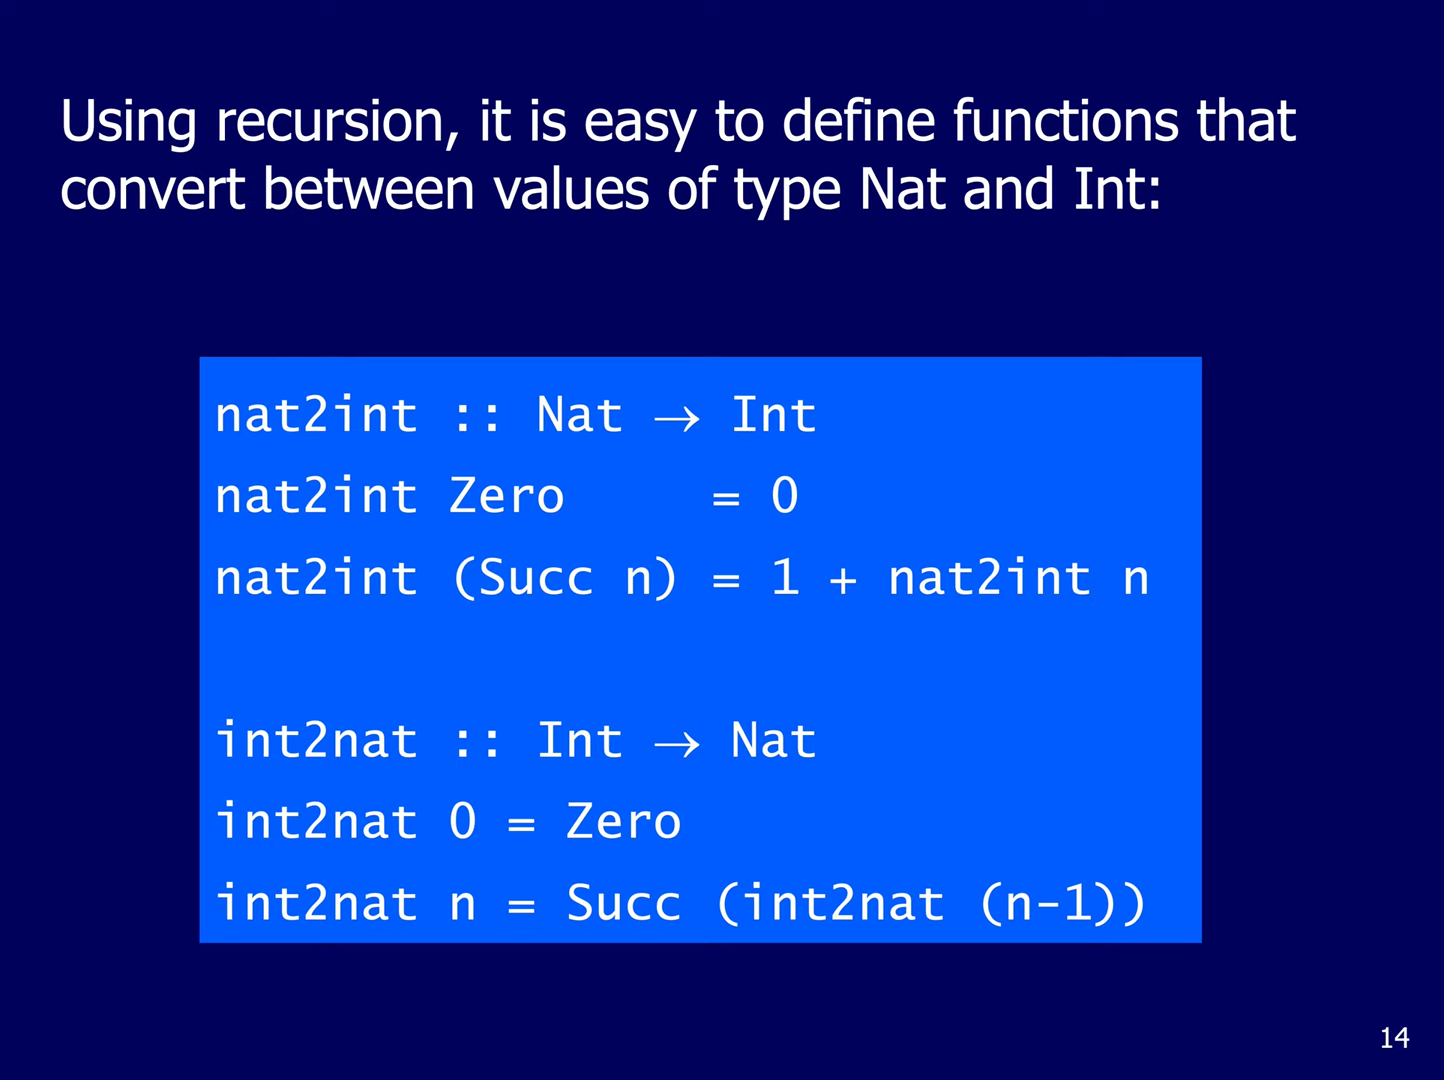 Using recursion, it is easy to define functions that
convert between values of type Nat and Int:
nat2int :: Nat → Int
nat2int Zero     = 0
nat2int (Succ n) = 1 + nat2int n
int2nat :: Int → Nat
int2nat 0 = Zero
int2nat n = Succ (int2nat (n-1))
14